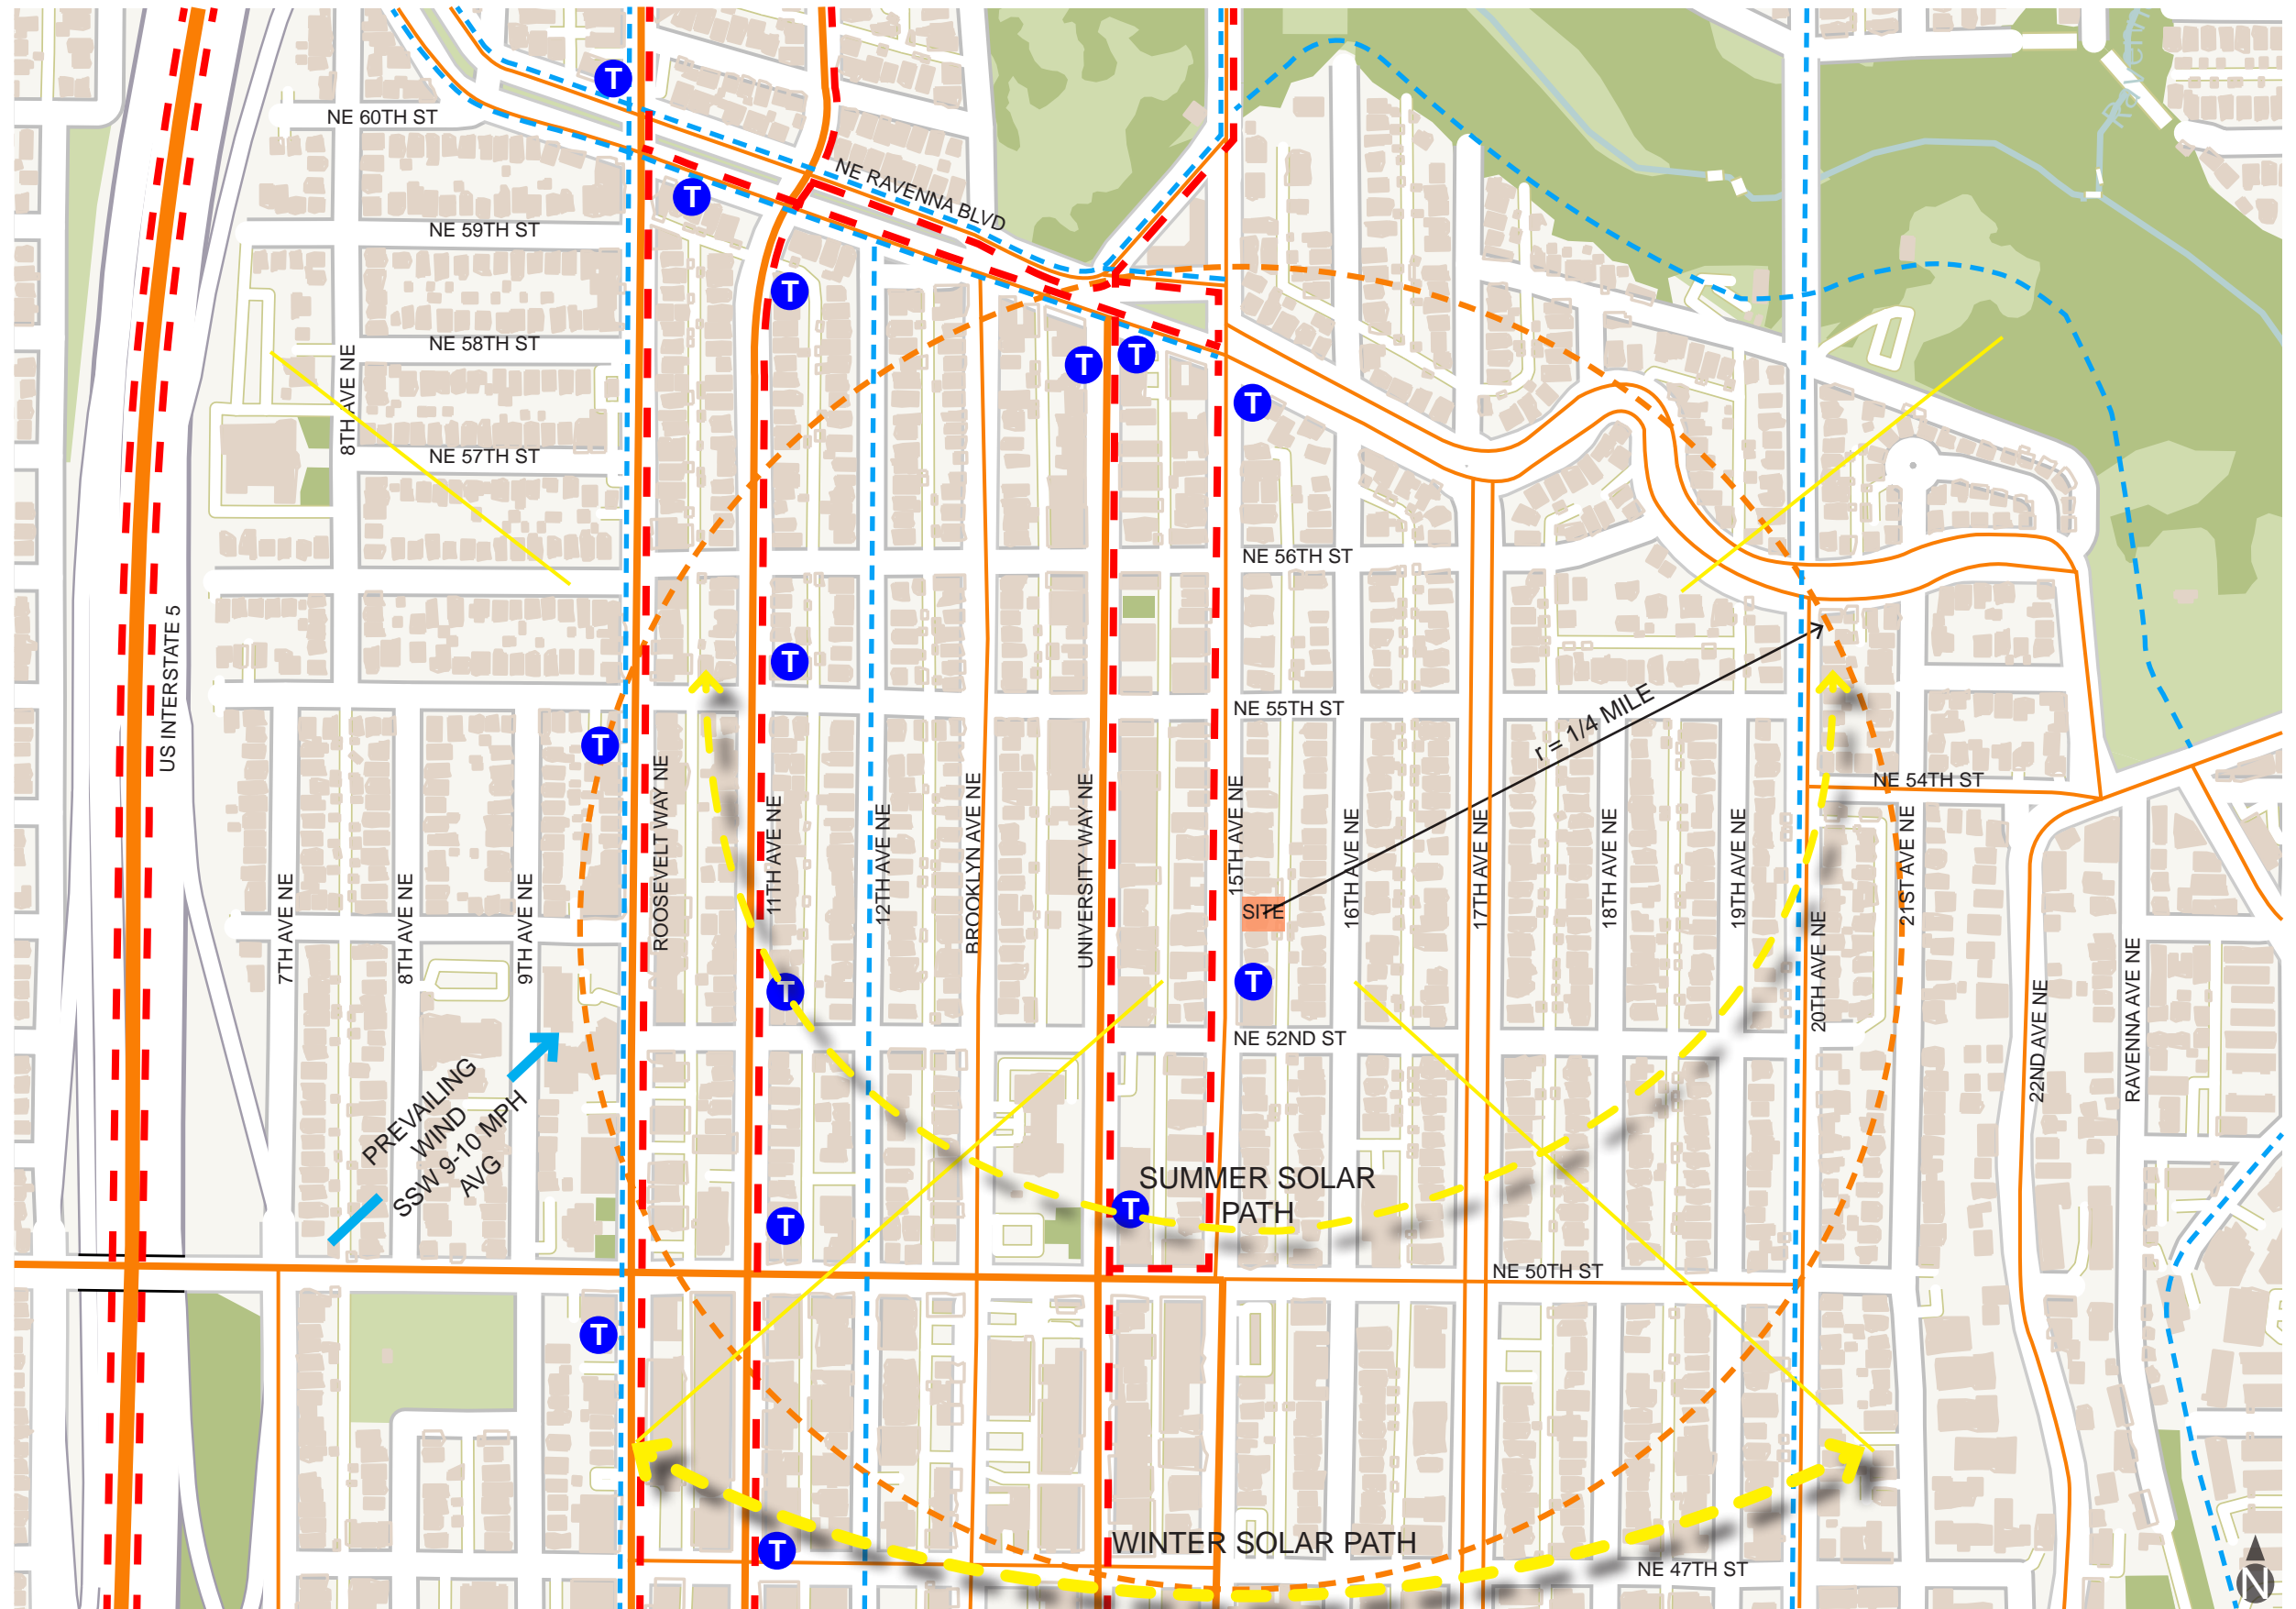 T
NE 60TH ST
T
NE RAVENNA BLVD
Ravenn
NE 59TH ST
T
NE 58TH ST
8TH AVE NE
T
T
T
NE 57TH ST
NE 56TH ST
US INTERSTATE 5
T
NE 55TH ST
r = 1/4 MILE
T
ROOSEVELT WAY NE
11TH AVE NE
12TH AVE NE
BROOKLYN AVE NE
UNIVERSITY WAY NE
15TH AVE NE
NE 54TH ST
7TH AVE NE
8TH AVE NE
9TH AVE NE
SITE
16TH AVE NE
17TH AVE NE
18TH AVE NE
19TH AVE NE
20TH AVE NE
21ST AVE NE
22ND AVE NE
RAVENNA AVE NE
T
T
NE 52ND ST
PREVAILING
WIND
SSW 9-10 MPH
AVG
SUMMER SOLAR
PATH
T
T
NE 50TH ST
T
WINTER SOLAR PATH
T
NE 47TH ST
N